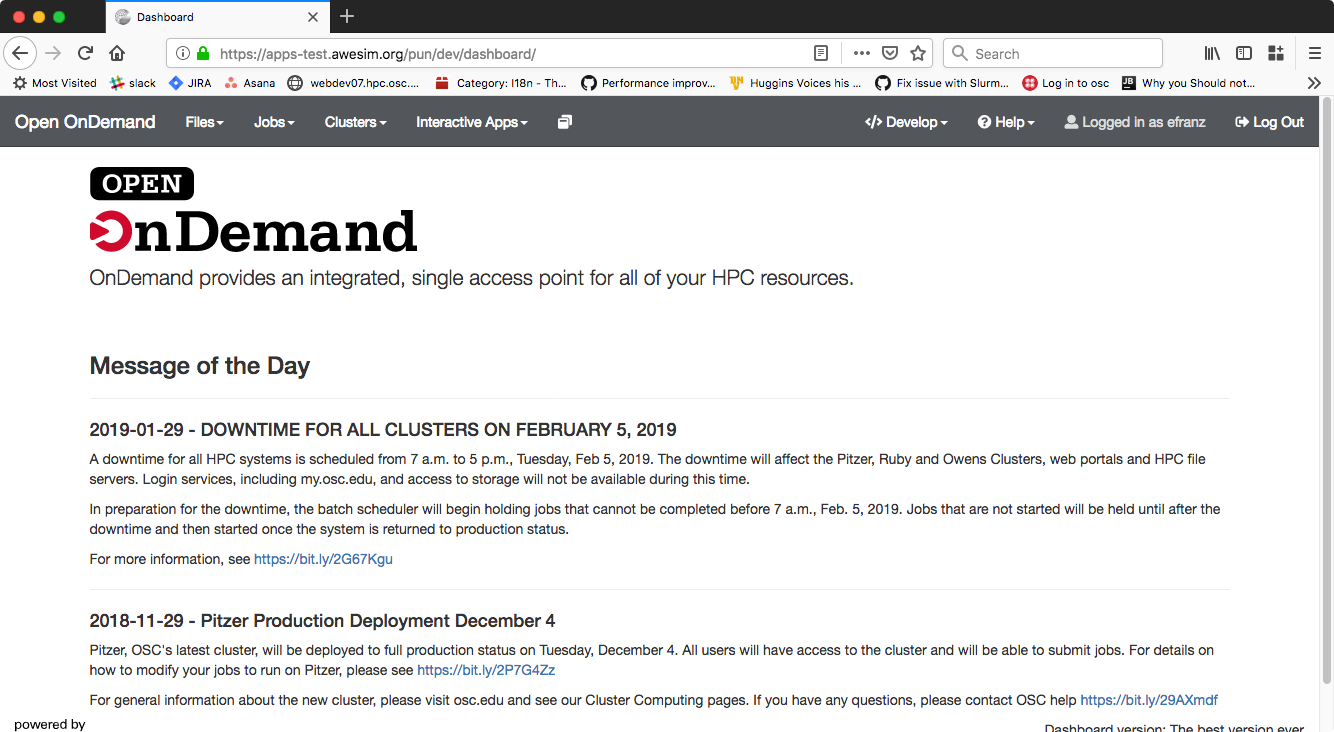 Dashboard
https://apps-test.awesim.org/pun/dev/dashboard/
Search
Most Visited slack JIRA Asana webdev07.hpc.osc.... Category: I18n - Th... Performance improv... Huggins Voices his ... Fix issue with Slurm... Log in to osc Why you Should not...
Open OnDemand Files Jobs Clusters Interactive Apps </> Develop Help Logged in as efranz Log Out
OPEN
OnDemand
OnDemand provides an integrated, single access point for all of your HPC resources.
Message of the Day
2019-01-29 - DOWNTIME FOR ALL CLUSTERS ON FEBRUARY 5, 2019
A downtime for all HPC systems is scheduled from 7 a.m. to 5 p.m., Tuesday, Feb 5, 2019. The downtime will affect the Pitzer, Ruby and Owens Clusters, web portals and HPC file
servers. Login services, including my.osc.edu, and access to storage will not be available during this time.
In preparation for the downtime, the batch scheduler will begin holding jobs that cannot be completed before 7 a.m., Feb. 5, 2019. Jobs that are not started will be held until after the
downtime and then started once the system is returned to production status.
For more information, see https://bit.ly/2G67Kgu
2018-11-29 - Pitzer Production Deployment December 4
Pitzer, OSC's latest cluster, will be deployed to full production status on Tuesday, December 4. All users will have access to the cluster and will be able to submit jobs. For details on
how to modify your jobs to run on Pitzer, please see https://bit.ly/2P7G4Zz
For general information about the new cluster, please visit osc.edu and see our Cluster Computing pages. If you have any questions, please contact OSC help https://bit.ly/29AXmdf
powered by
Dashboard version: The best version ever